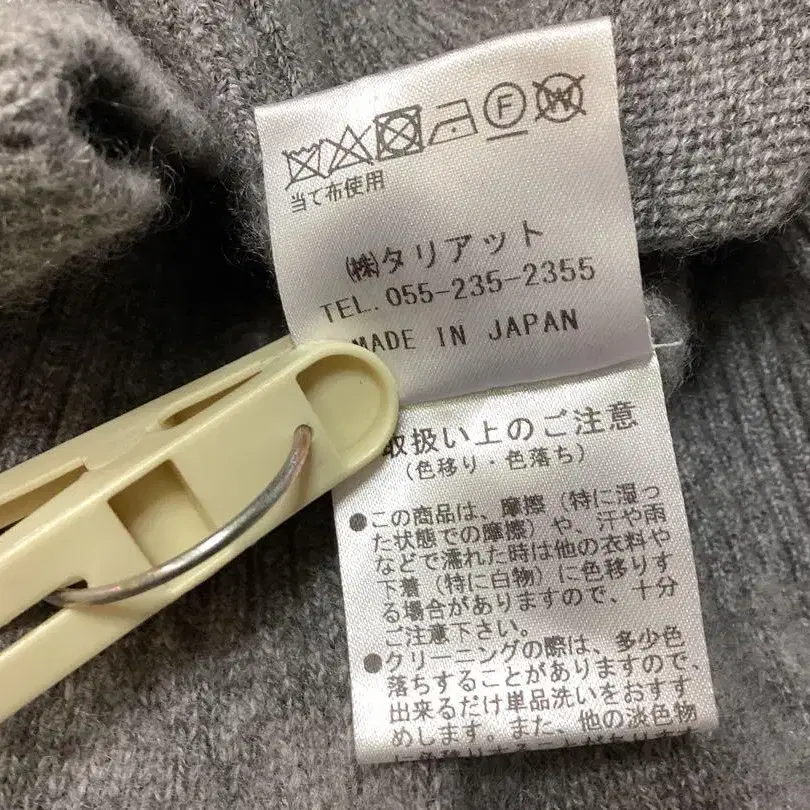 F W
当て布使用
㈱タリアット
TEL. 055-235-2355
MADE IN JAPAN
取扱い上のご注意
(色移り・色落ち)
●この商品は、摩擦(特に湿っ
た状態での摩擦)や、汗や雨
などで濡れた時は他の衣料や
下着(特に白物)に色移りす
る場合がありますので、十分
ご注意下さい。
●クリーニングの際は、多少色
落ちすることがありますので、
出来るだけ単品洗いをおすす
めします。また、他の淡色物